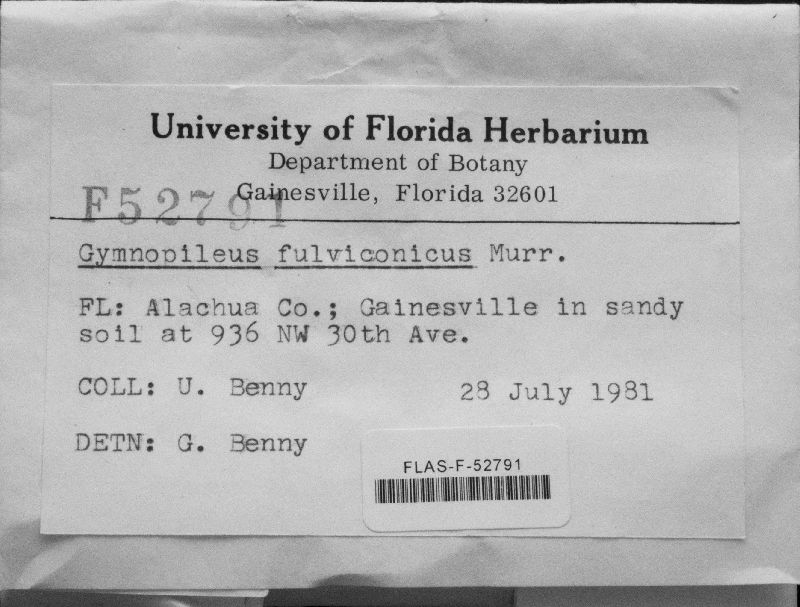 University of Florida Herbarium
Department of Botany
Gainesville, Florida 32601
F52791
Gymnopileus fulviconicus Murr.
FL: Alachua Co.; Gainesville in sandy
soil at 936 NW 30th Ave.
COLL: U. Benny 28 July 1981
DETN: G. Benny
FLAS-F-52791